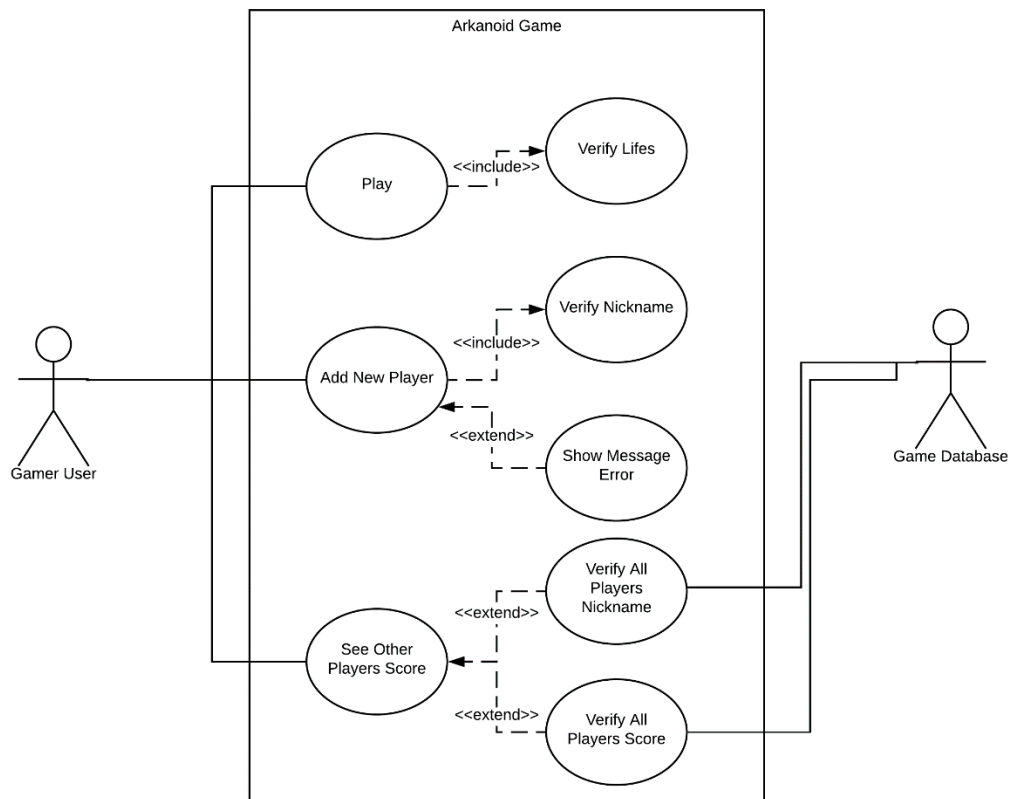 Arkanoid Game
Verify Lifes
<<include>>
Play
Verify Nickname
<<include>>
Add New Player
<<extend>>
Show Message
Error
Gamer User
Game Database
Verify All
Players
Nickname
<<extend>>
See Other
Players Score
<<extend>>
Verify All
Players Score